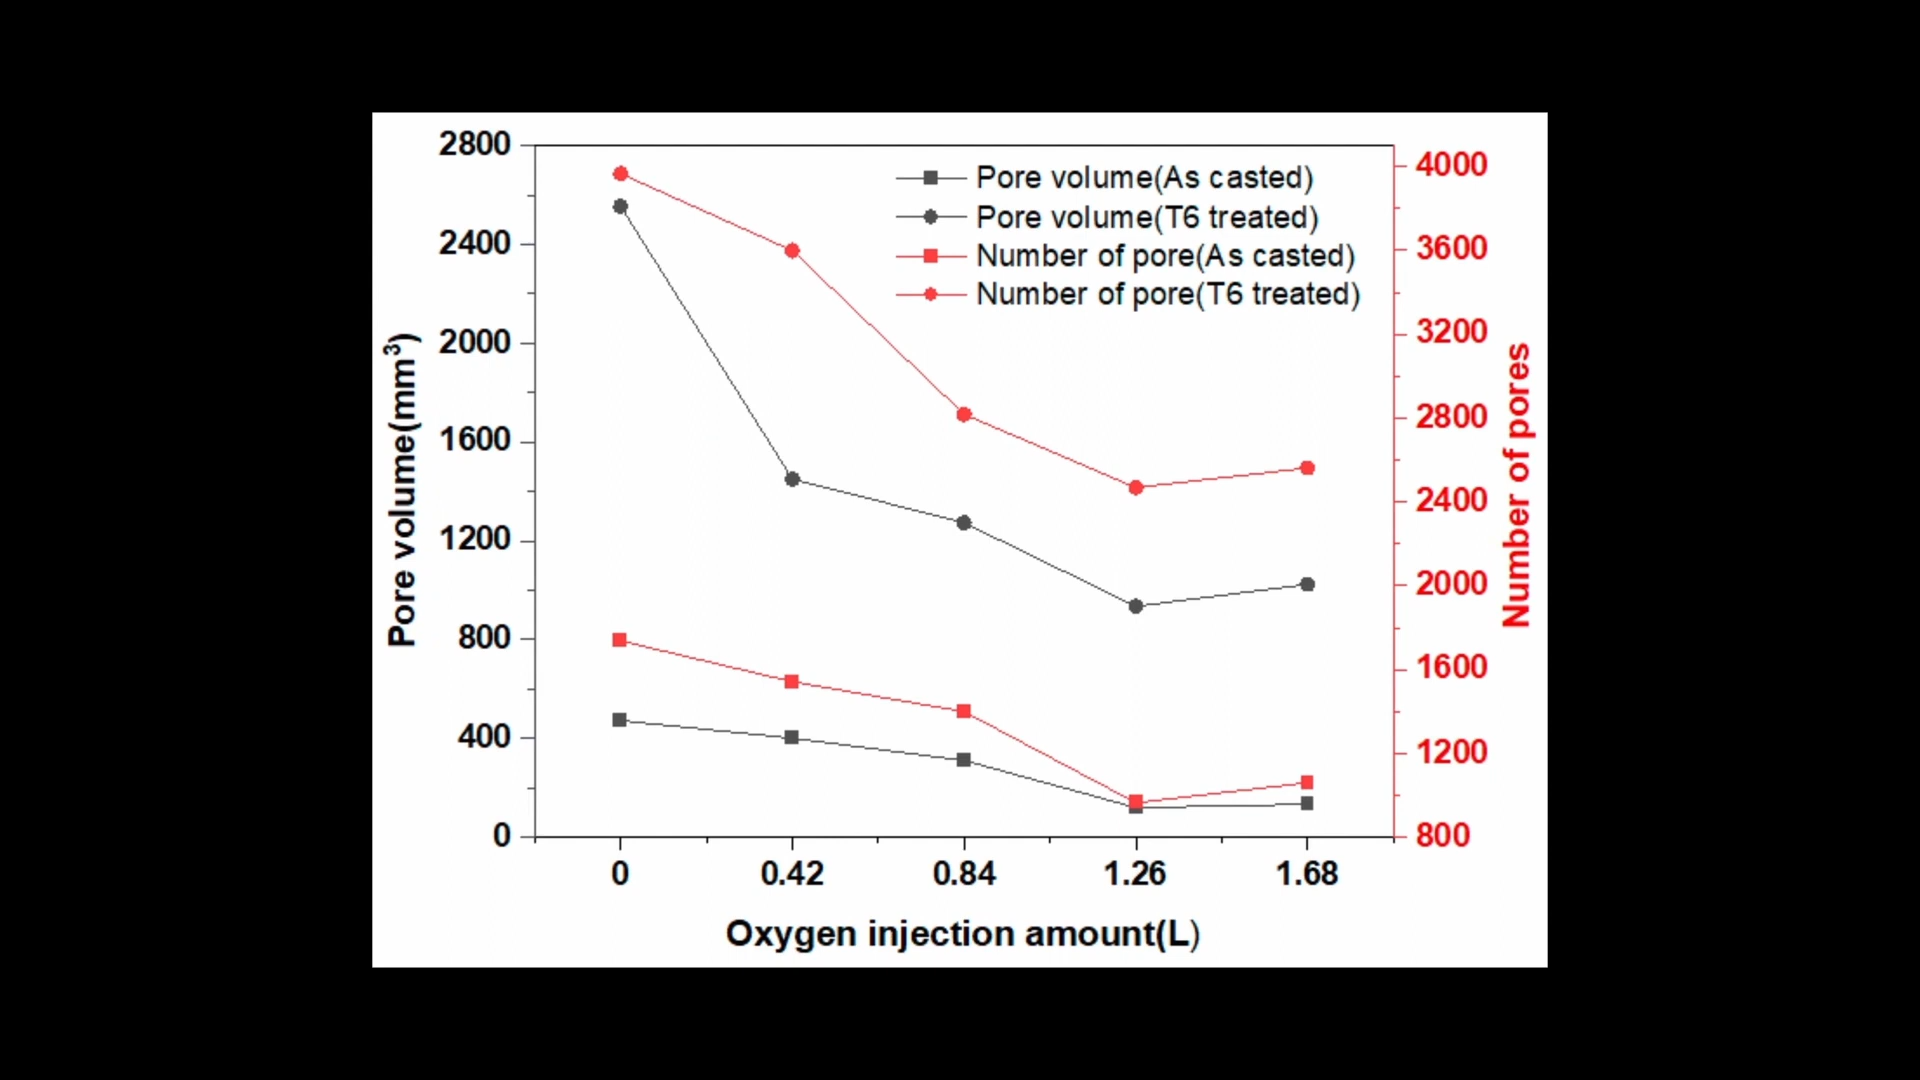 2800
2400
2000
1600
1200
800
400
0
Pore volume(mm³)
Pore volume(As casted)
Pore volume(T6 treated)
Number of pore(As casted)
Number of pore(T6 treated)
4000
3600
3200
2800
2400
2000
1600
1200
800
Number of pores
0 0.42 0.84 1.26 1.68
Oxygen injection amount(L)